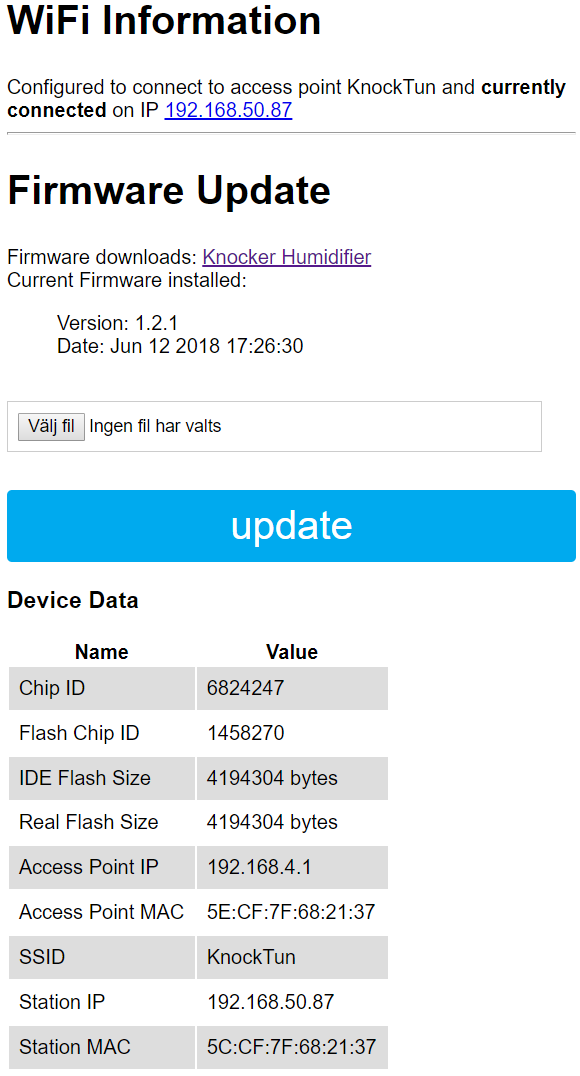 WiFi Information
Configured to connect to access point KnockTun and currently
connected on IP 192.168.50.87
Firmware Update
Firmware downloads: Knocker Humidifier
Current Firmware installed:
Version: 1.2.1
Date: Jun 12 2018 17:26:30
Välj fil Ingen fil har valts
update
Device Data
Name Value
Chip ID 6824247
Flash Chip ID 1458270
IDE Flash Size 4194304 bytes
Real Flash Size 4194304 bytes
Access Point IP 192.168.4.1
Access Point MAC 5E:CF:7F:68:21:37
SSID KnockTun
Station IP 192.168.50.87
Station MAC 5C:CF:7F:68:21:37